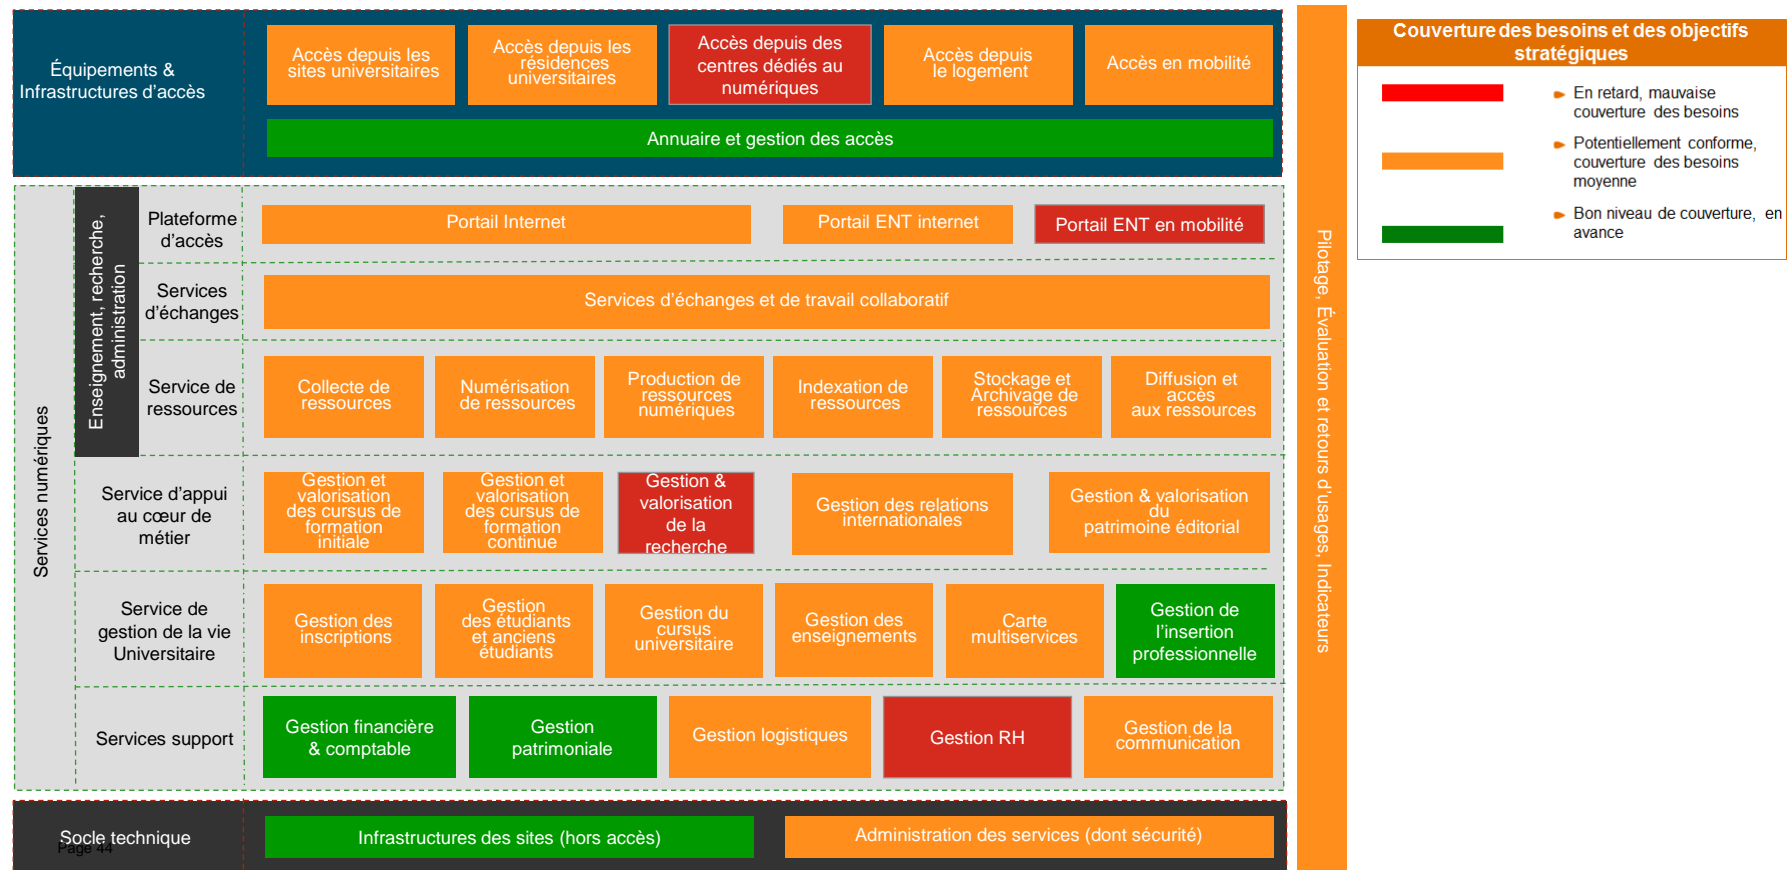 Équipements &
Infrastructures d'accès
Accès depuis les
sites universitaires
Accès depuis les
résidences
universitaires
Accès depuis des
centres dédiés au
numériques
Accès depuis
le logement
Accès en mobilité
Annuaire et gestion des accès
Services numériques
Enseignement, recherche,
administration
Plateforme
d'accès
Portail Internet
Portail ENT internet
Portail ENT en mobilité
Services
d'échanges
Services d'échanges et de travail collaboratif
Service de
ressources
Collecte de
ressources
Numérisation
de ressources
Production de
ressources
numériques
Indexation de
ressources
Stockage et
Archivage de
ressources
Diffusion et
accès
aux ressources
Service d'appui
au cœur de
métier
Gestion et
valorisation
des cursus de
formation
initiale
Gestion et
valorisation
des cursus de
formation
continue
Gestion &
valorisation
de la
recherche
Gestion des relations
internationales
Gestion & valorisation
du
patrimoine éditorial
Service de
gestion de la vie
Universitaire
Gestion des
inscriptions
Gestion
des étudiants
et anciens
étudiants
Gestion du
cursus
universitaire
Gestion des
enseignements
Carte
multiservices
Gestion de
l'insertion
professionnelle
Services support
Gestion financière
& comptable
Gestion
patrimoniale
Gestion logistiques
Gestion RH
Gestion de la
communication
Socle technique
Page 44
Infrastructures des sites (hors accès)
Administration des services (dont sécurité)
Pilotage, Évaluation et retours d'usages, Indicateurs
Couverture des besoins et des objectifs
stratégiques
En retard, mauvaise
couverture des besoins
Potentiellement conforme,
couverture des besoins
moyenne
Bon niveau de couverture, en
avance